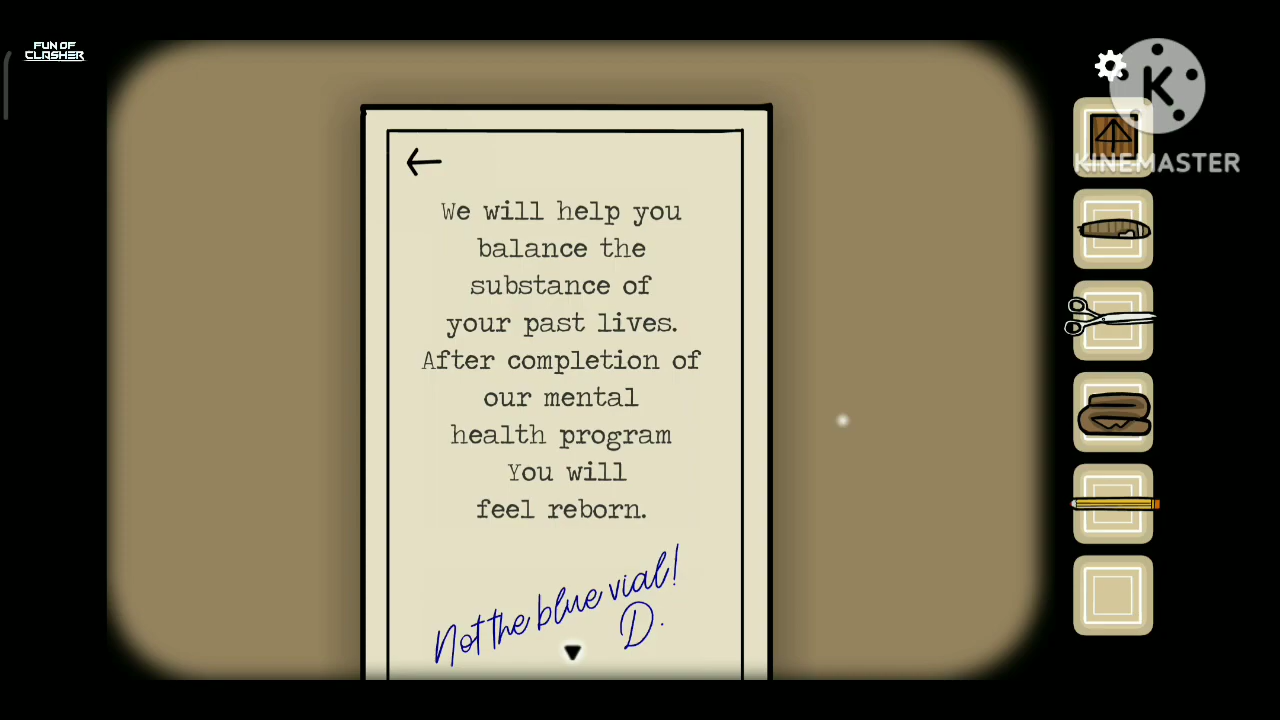 FUN OF
CLASHER
KINEMASTER
We will help you
balance the
substance of
your past lives.
After completion of
our mental
health program
You will
feel reborn.
Not the blue vial!
D.